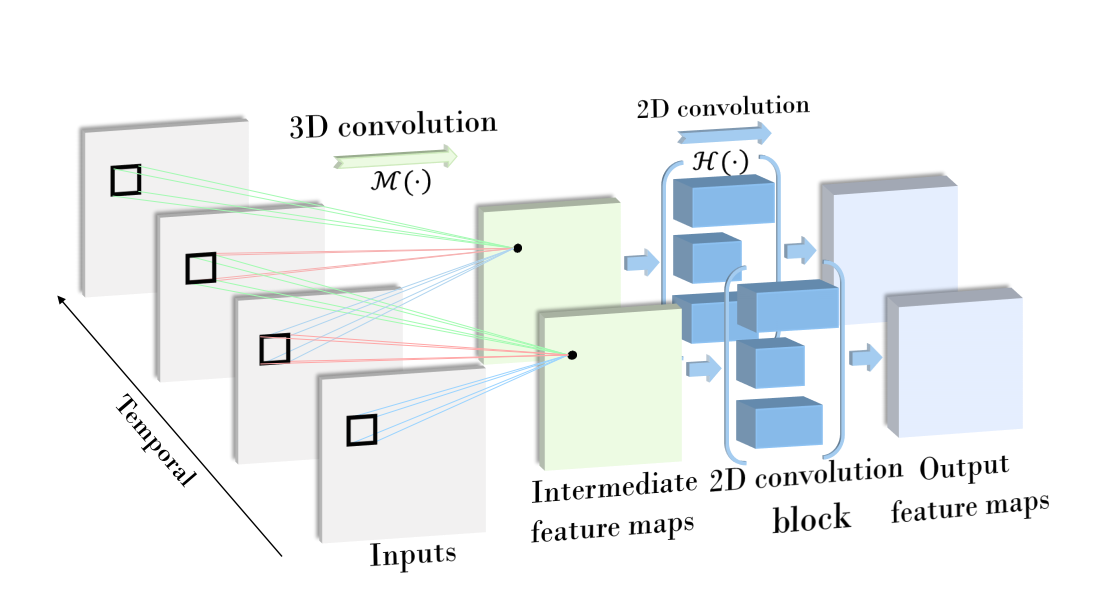 3D convolution
ℳ(·)
2D convolution
ℋ(·)
Temporal
Inputs
Intermediate
feature maps
2D convolution
block
Output
feature maps